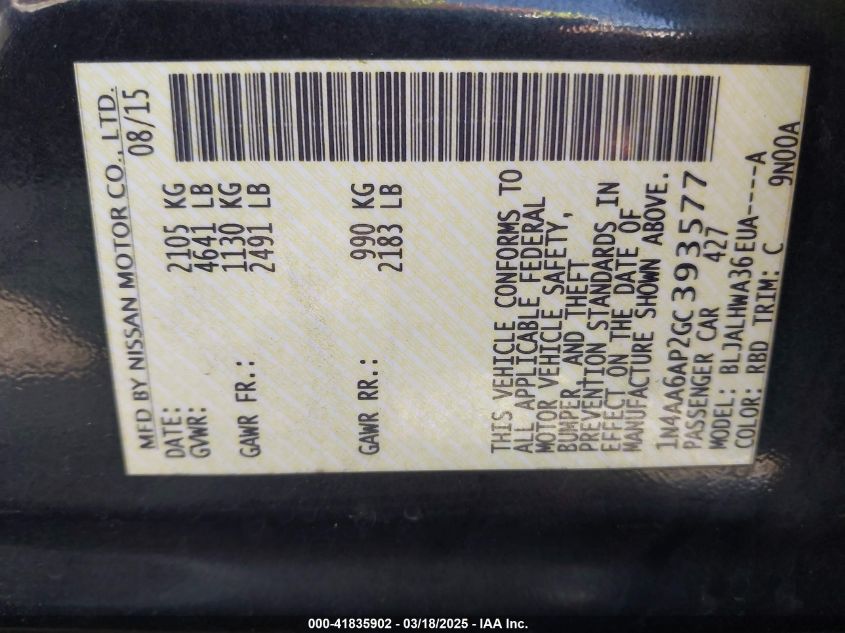 MFD BY NISSAN MOTOR CO., LTD.
DATE: 08/15
GVWR: 2105 KG
4641 LB
GAWR FR.: 1130 KG
2491 LB
GAWR RR.: 990 KG
2183 LB
THIS VEHICLE CONFORMS TO
ALL APPLICABLE FEDERAL
MOTOR VEHICLE SAFETY,
BUMPER, AND THEFT
PREVENTION STANDARDS IN
EFFECT ON THE DATE OF
MANUFACTURE SHOWN ABOVE.
1N4AA6AP2GC393577
PASSENGER CAR 427
MODEL: BLJALHWA36EUA----A
COLOR: RBD TRIM: C 9N00A
000-41835902 - 03/18/2025 - IAA Inc.